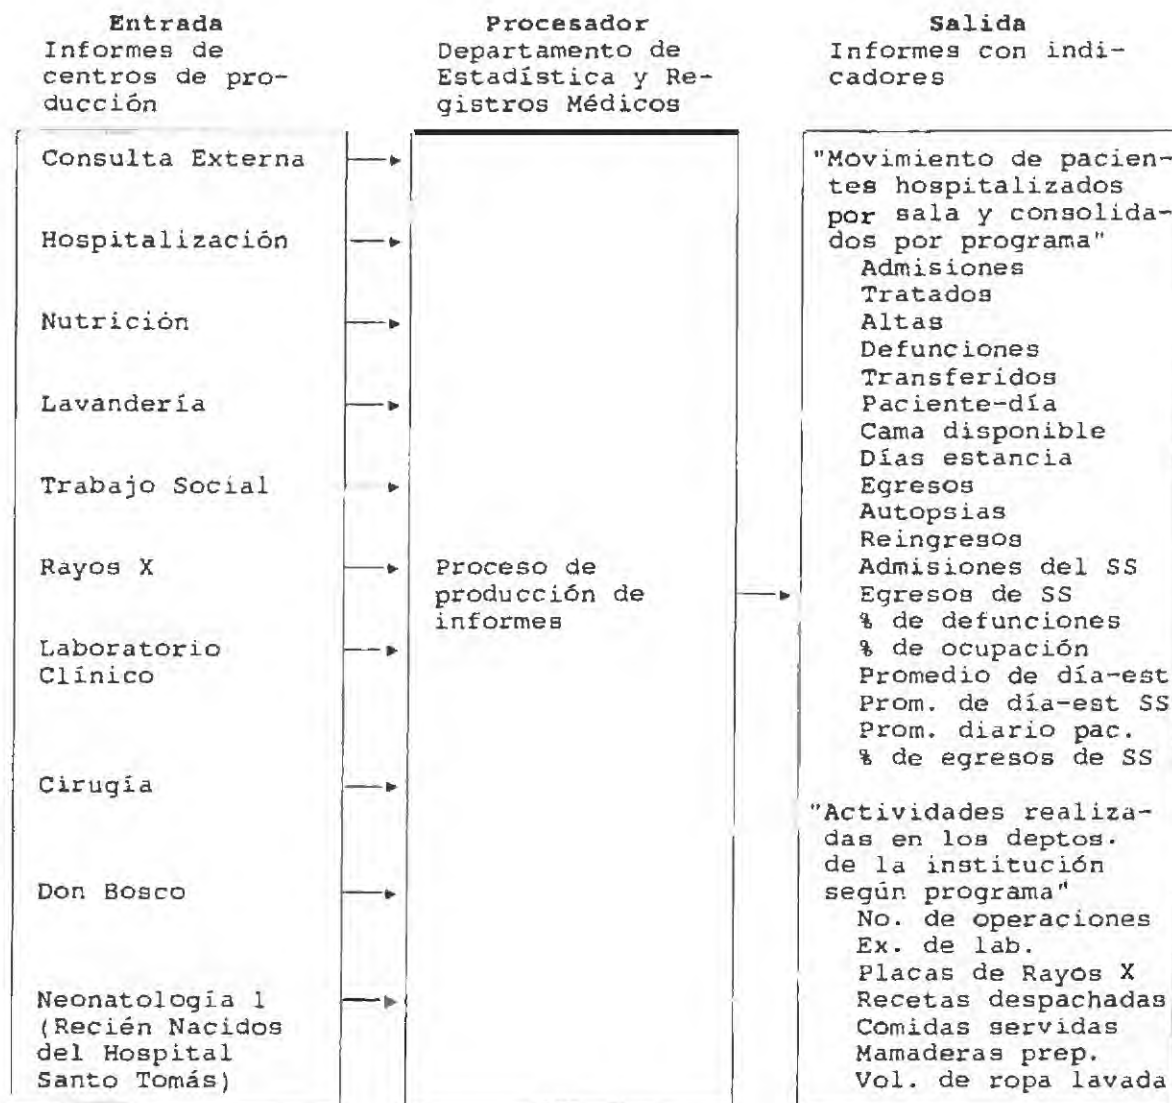 Entrada
Informes de
centros de pro-
ducción
Procesador
Departamento de
Estadística y Re-
gistros Médicos
Salida
Informes con indi-
cadores
Consulta Externa
Hospitalización
Nutrición
Lavandería
Trabajo Social
Rayos X
Laboratorio
Clínico
Cirugía
Don Bosco
Neonatología 1
(Recién Nacidos
del Hospital
Santo Tomás)
Proceso de
producción de
informes
"Movimiento de pacien-
tes hospitalizados
por sala y consolida-
dos por programa"
Admisiones
Tratados
Altas
Defunciones
Transferidos
Paciente-día
Cama disponible
Días estancia
Egresos
Autopsias
Reingresos
Admisiones del SS
Egresos de SS
% de defunciones
% de ocupación
Promedio de día-est
Prom. de día-est SS
Prom. diario pac.
% de egresos de SS
"Actividades realiza-
das en los deptos.
de la institución
según programa"
No. de operaciones
Ex. de lab.
Placas de Rayos X
Recetas despachadas
Comidas servidas
Mamaderas prep.
Vol. de ropa lavada